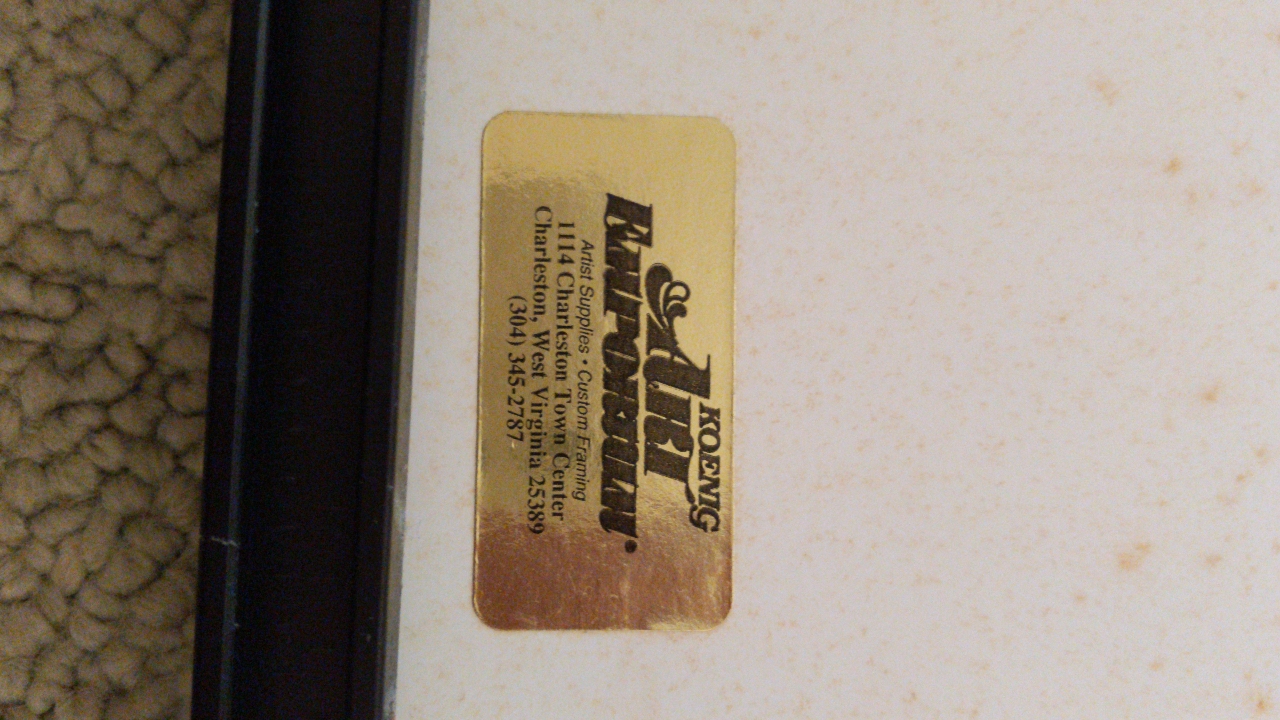 KOENIG
ART
EMPORIUM
Artist Supplies • Custom Framing
1114 Charleston Town Center
Charleston, West Virginia 25389
(304) 345-2787